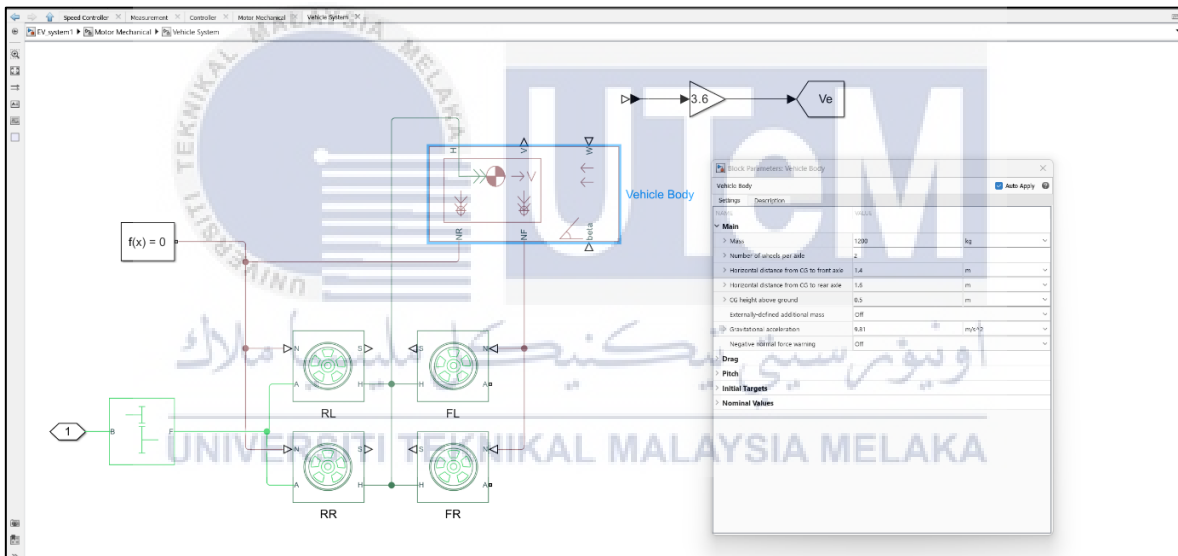 Speed Controller Measurement Controller Motor Mechanical Vehicle System
EV_system1 Motor Mechanical Vehicle System
UNIVERSITI TEKNIKAL MALAYSIA MELAKA
UTeM
3.6
Ve
H
V
W
Vehicle Body
V
NR
NF
beta
f(x) = 0
Block Parameters: Vehicle Body
Vehicle Body
Auto Apply
Settings Description
NAME VALUE
Main
Mass 1200 kg
Number of wheels per axle 2
Horizontal distance from CG to front axle 1.4 m
Horizontal distance from CG to rear axle 1.6 m
CG height above ground 0.5 m
Externally-defined additional mass Off
Gravitational acceleration 9.81 m/s^2
Negative normal force warning Off
Drag
Pitch
Initial Targets
Nominal Values
اونيۏرسيتي تيكنيكل مليسيا ملاك
N S S N
A H H A
RL FL
1
B F
UNIVERSITI TEKNIKAL MALAYSIA MELAKA
N S S N
A H H A
RR FR